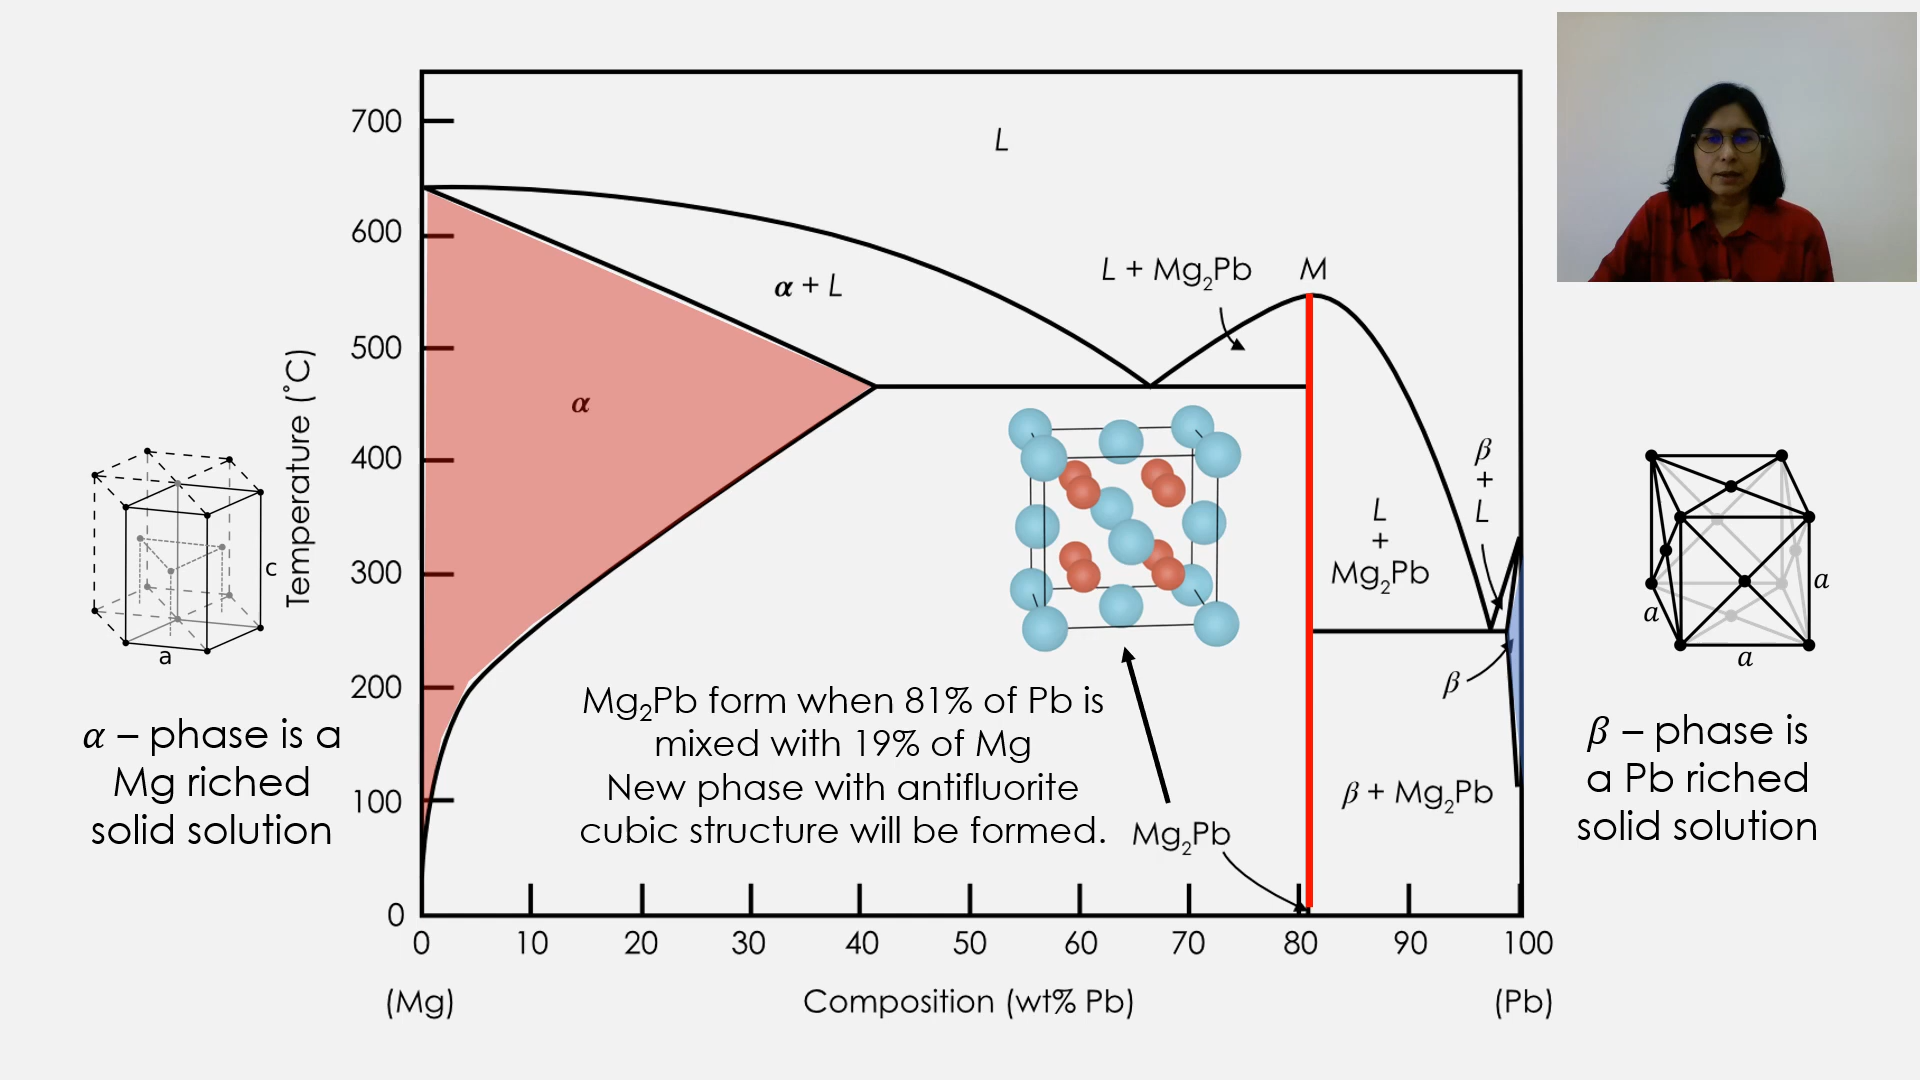 700
600
500
400
300
200
100
0
Temperature (°C)
L
α + L
L + Mg₂Pb
M
α
β
+
L
L
+
Mg₂Pb
β
β + Mg₂Pb
Mg₂Pb form when 81% of Pb is
mixed with 19% of Mg
New phase with antifluorite
cubic structure will be formed.
Mg₂Pb
c
a
α – phase is a
Mg riched
solid solution
a
a
a
β – phase is
a Pb riched
solid solution
0 10 20 30 40 50 60 70 80 90 100
(Mg) Composition (wt% Pb) (Pb)